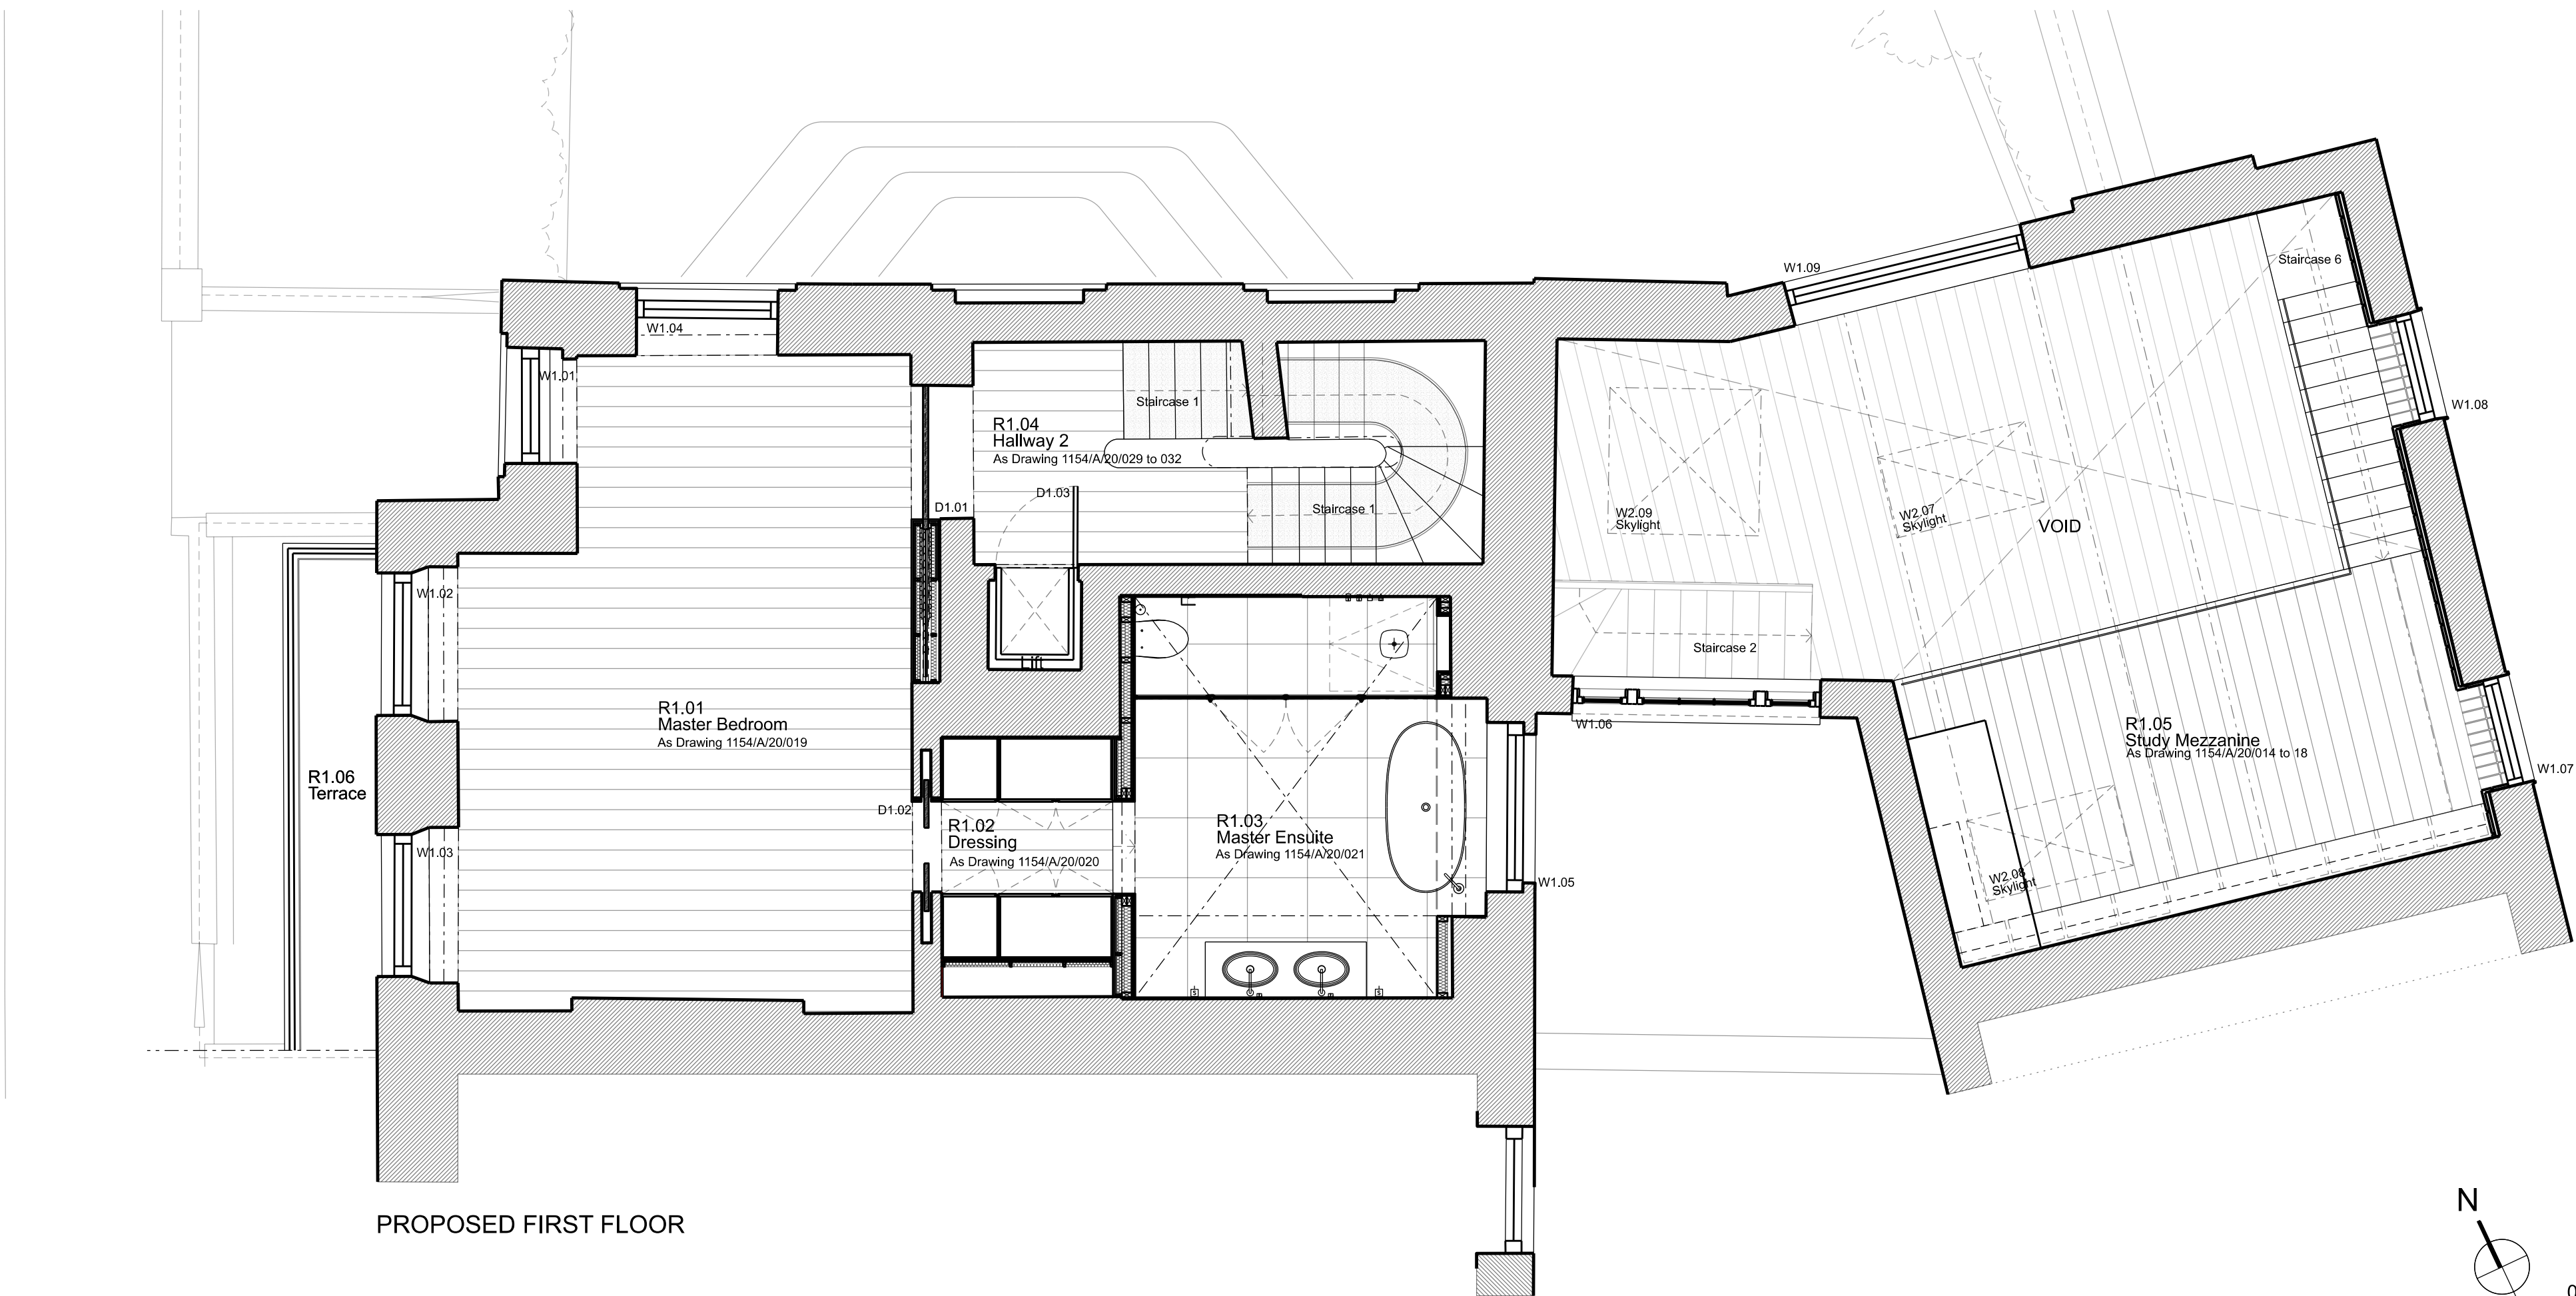 W1.09
Staircase 6
W1.04
W1.01
Staircase 1
W1.08
R1.04
Hallway 2
As Drawing 1154/A/20/029 to 032
D1.03
D1.01
Staircase 1
W2.09
Skylight
W2.07
Skylight
VOID
W1.02
Lift
Staircase 2
R1.01
Master Bedroom
As Drawing 1154/A/20/019
W1.06
R1.05
Study Mezzanine
As Drawing 1154/A/20/014 to 18
W1.07
R1.06
Terrace
D1.02
R1.02
Dressing
As Drawing 1154/A/20/020
R1.03
Master Ensuite
As Drawing 1154/A/20/021
W1.03
W1.05
W2.08
Skylight
S
S
PROPOSED FIRST FLOOR
N
0